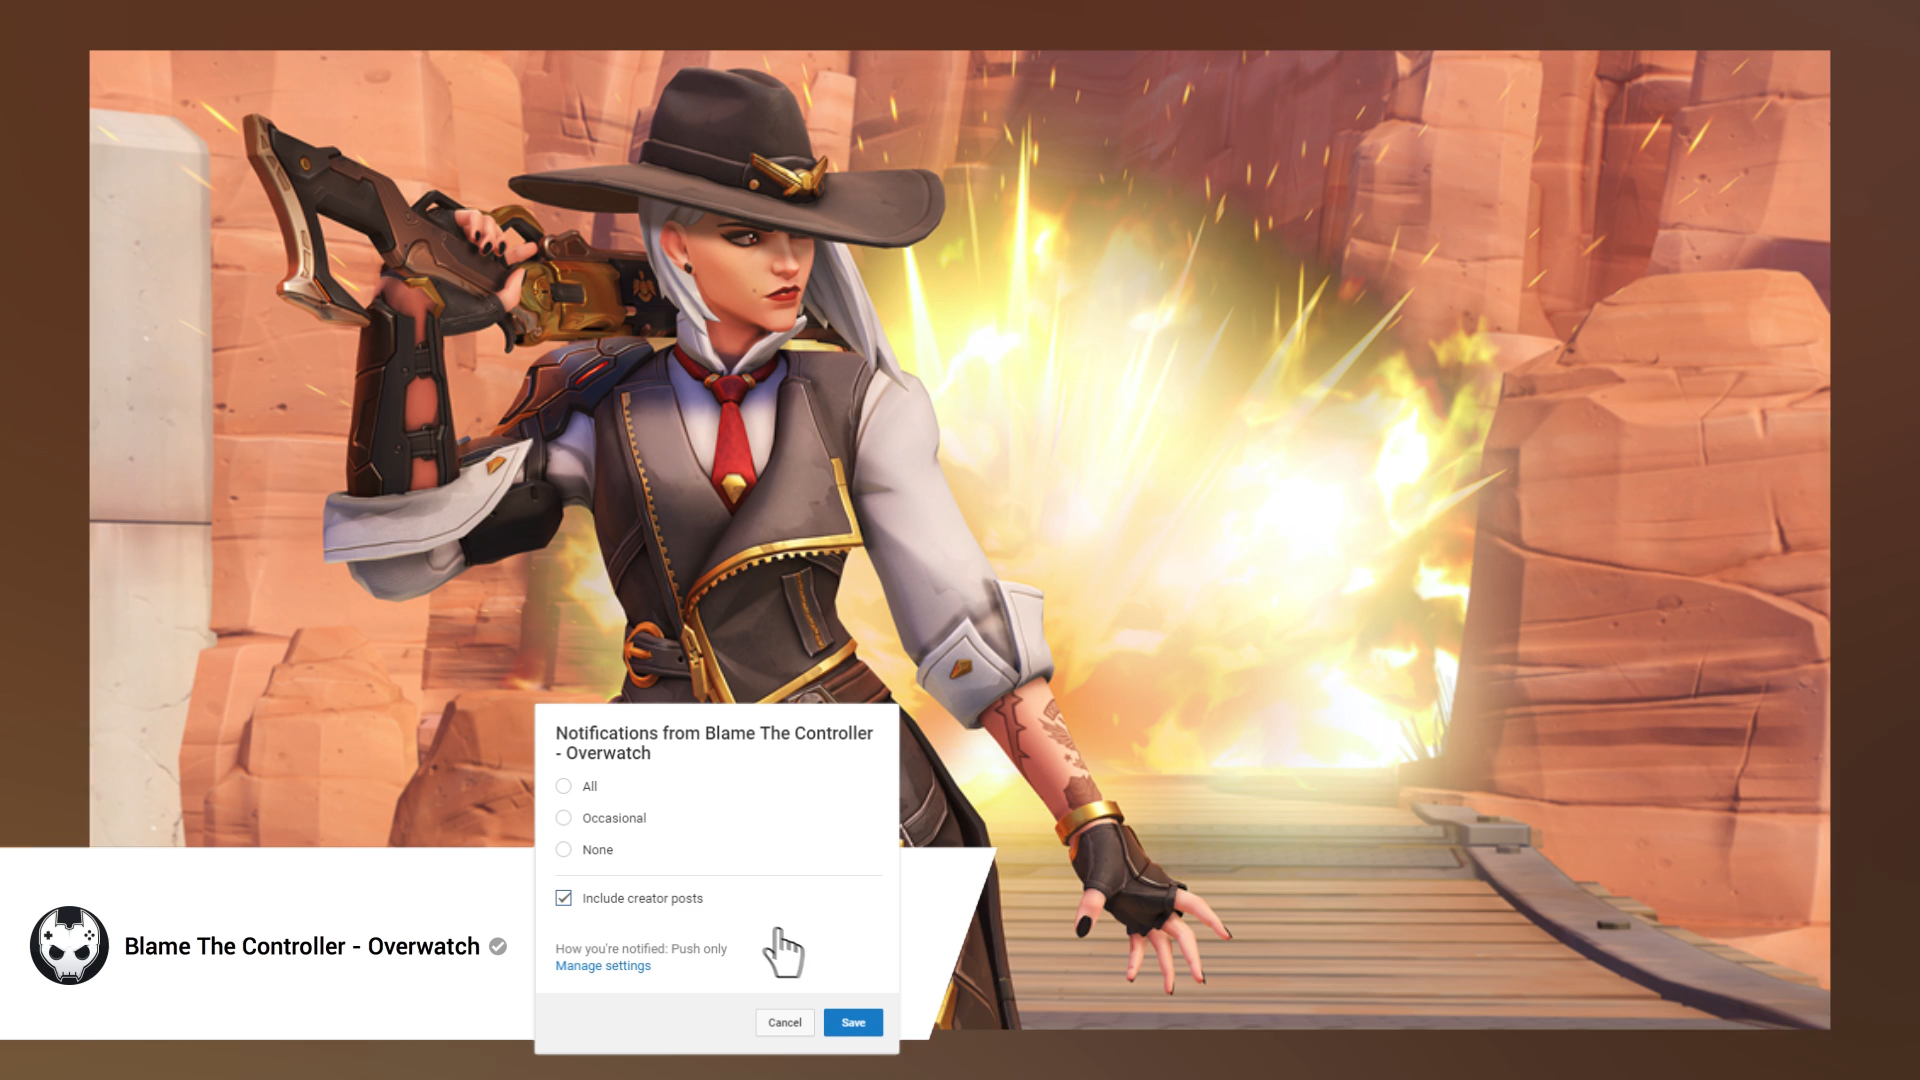 Notifications from Blame The Controller
- Overwatch
All
Occasional
None
Include creator posts
Blame The Controller - Overwatch
How you're notified: Push only
Manage settings
Cancel
Save